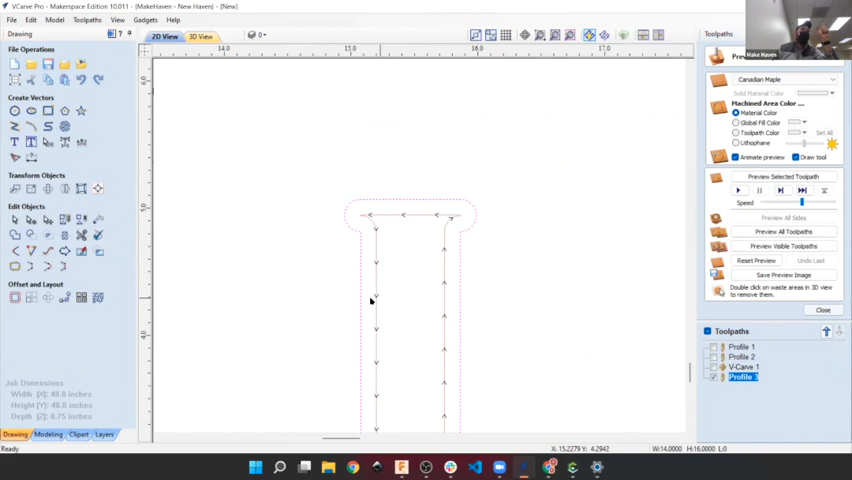 VCarve Pro - Makerspace Edition 10.011 - {MakeHaven - New Haven} - [New]
File Edit Model Toolpaths View Gadgets Help
Drawing
File Operations
Create Vectors
Transform Objects
Edit Objects
Offset and Layout
Job Dimensions
Width (X): 48.0 inches
Height (Y): 48.0 inches
Depth (Z): 0.75 inches
Drawing Modeling Clipart Layers
Ready
2D View 3D View
0
14.0 15.0 16.0 17.0
6.0
5.0
4.0
Toolpaths
Make Haven
Canadian Maple
Solid Material Color
Machined Area Color ...
Material Color
Global Fill Color
Toolpath Color Set All
Lithophane
Animate preview Draw tool
Preview Selected Toolpath
Speed
Preview All Sides
Preview All Toolpaths
Preview Visible Toolpaths
Reset Preview Undo Last
Save Preview Image
Double click on waste areas in 3D view
to remove them.
Close
Toolpaths
Profile 1
Profile 2
V-Carve 1
Profile 3
X: 15.2279 Y: 4.2942
W:14.0000 H:16.0000 L:0